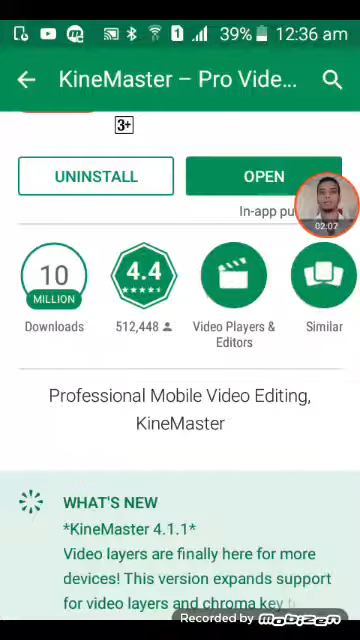 1 39% 12:36 am
KineMaster – Pro Vide...
3+
UNINSTALL OPEN
In-app pu
02:02
10
MILLION
4.4
Downloads 512,448 Video Players & Similar
Editors
Professional Mobile Video Editing,
KineMaster
WHAT'S NEW
*KineMaster 4.1.1*
Video layers are finally here for more
devices! This version expands support
for video layers and chroma key
Recorded by mobizen